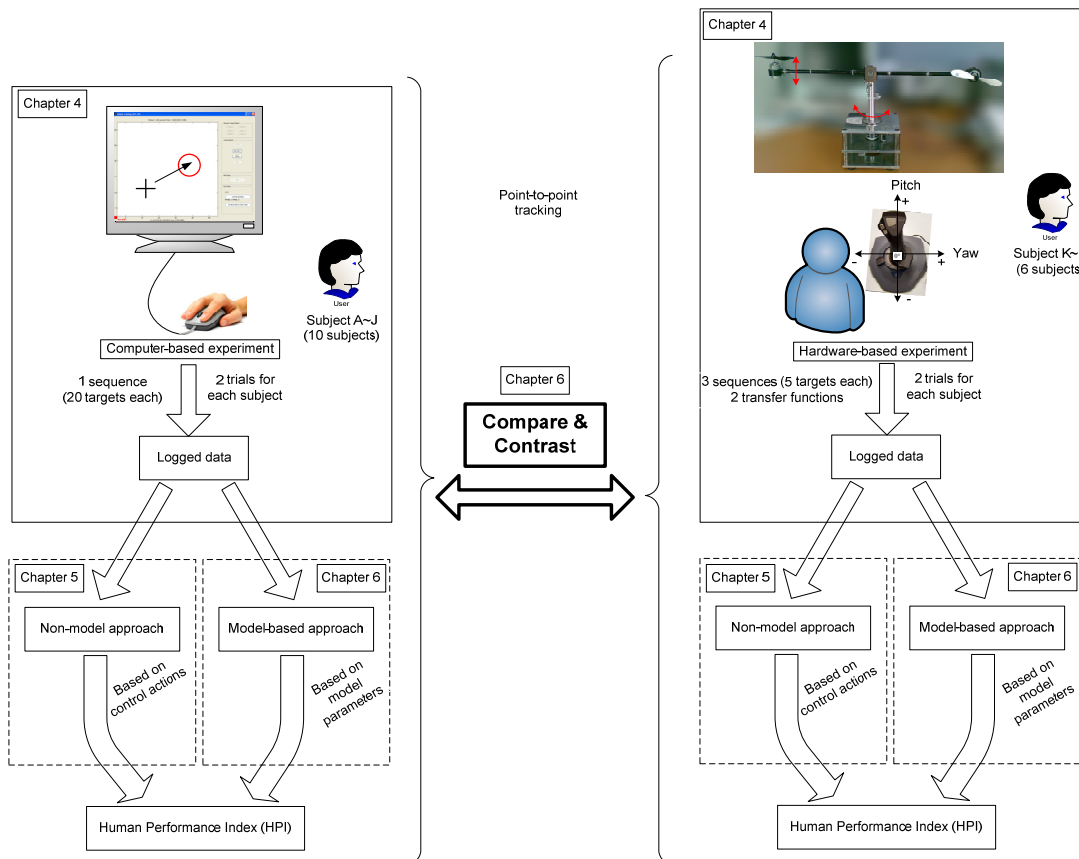 Chapter 4
User
Subject A~J
(10 subjects)
Computer-based experiment
1 sequence
(20 targets each)
2 trials for
each subject
Logged data
Chapter 5
Non-model approach
Based on
control actions
Chapter 6
Model-based approach
Based on
model
parameters
Human Performance Index (HPI)
Point-to-point
tracking
Chapter 6
Compare &
Contrast
Chapter 4
Pitch
+
-
+
Yaw
-
User
Subject K~
(6 subjects
Hardware-based experiment
3 sequences (5 targets each)
2 transfer functions
2 trials for
each subject
Logged data
Chapter 5
Non-model approach
Based on
control actions
Chapter 6
Model-based approach
Based on
model
parameters
Human Performance Index (HPI)